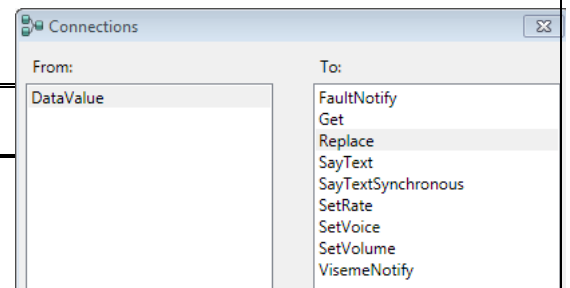 Connections
From:
To:
DataValue
FaultNotify
Get
Replace
SayText
SayTextSynchronous
SetRate
SetVoice
SetVolume
VisemeNotify